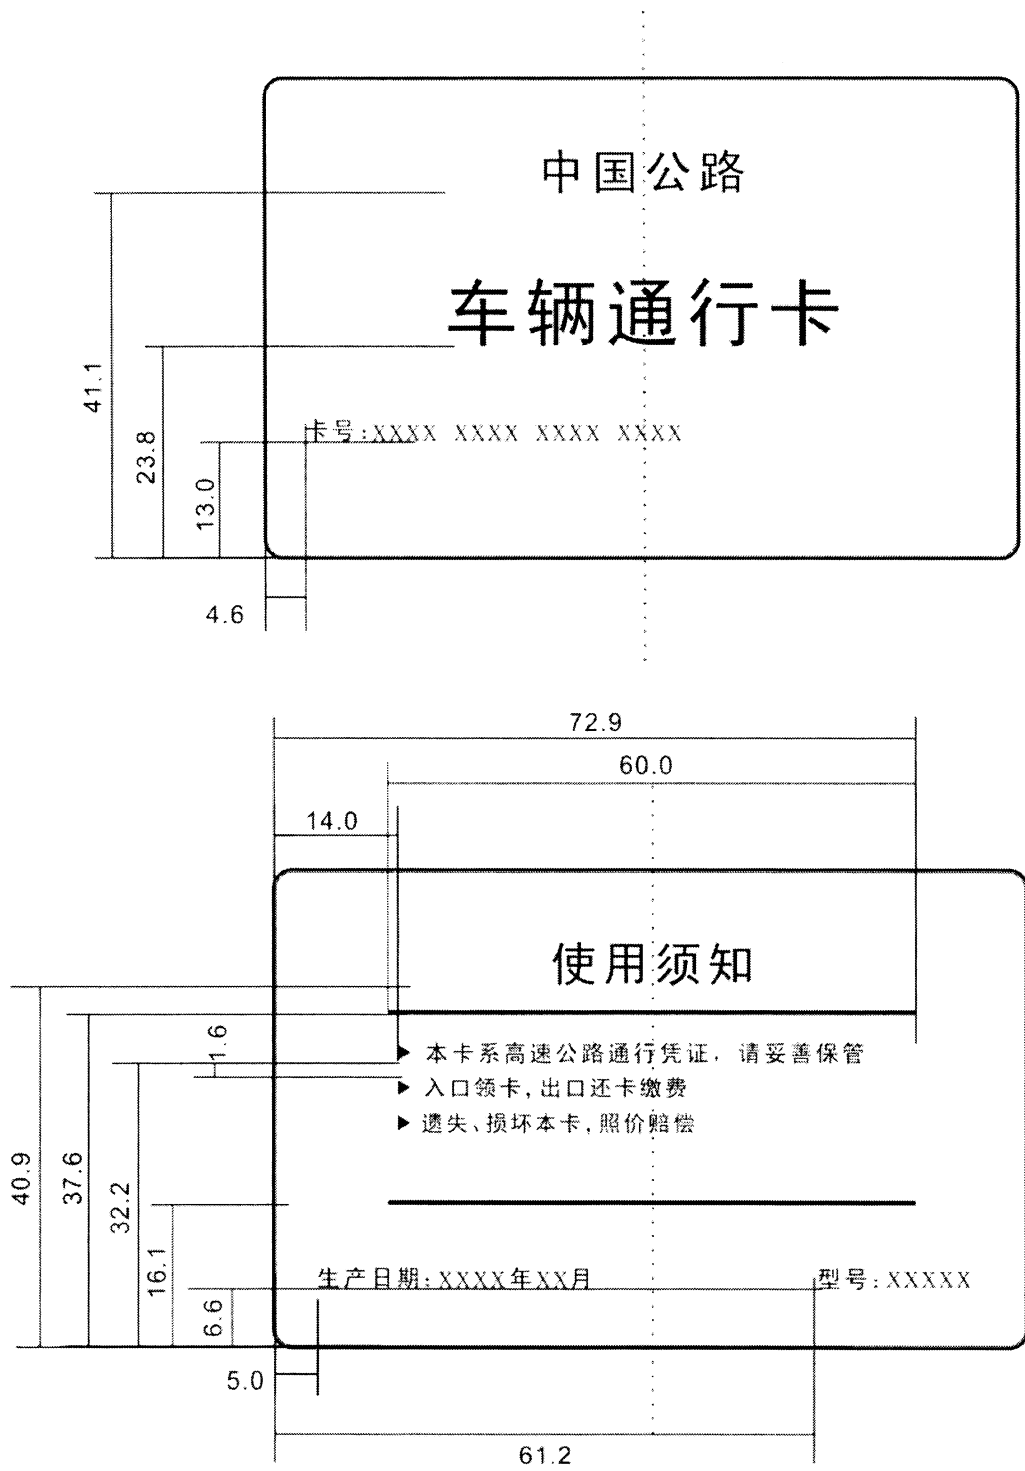 中国公路
车辆通行卡
41.1
23.8
卡号:XXXX XXXX XXXX XXXX
13.0
4.6
72.9
60.0
14.0
使用须知
1.6
▶ 本卡系高速公路通行凭证，请妥善保管
▶ 入口领卡,出口还卡缴费
▶ 遗失、损坏本卡,照价赔偿
40.9
37.6
32.2
16.1
生产日期:XXXX年XX月 型号:XXXXX
6.6
5.0
61.2